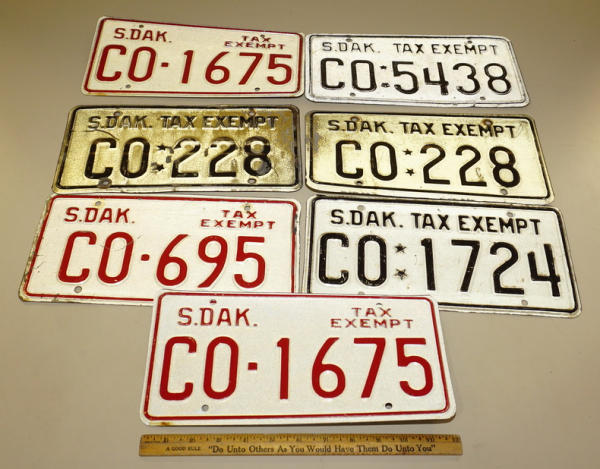 S.DAK. TAX EXEMPT
CO-1675
S.DAK. TAX EXEMPT
CO:5438
S.DAK. TAX EXEMPT
CO**228
S.DAK. TAX EXEMPT
CO**228
S.DAK. TAX EXEMPT
CO-695
S.DAK. TAX EXEMPT
CO**1724
S.DAK. TAX EXEMPT
CO-1675
A GOOD RULE "Do Unto Others As You Would Have Them Do Unto You"